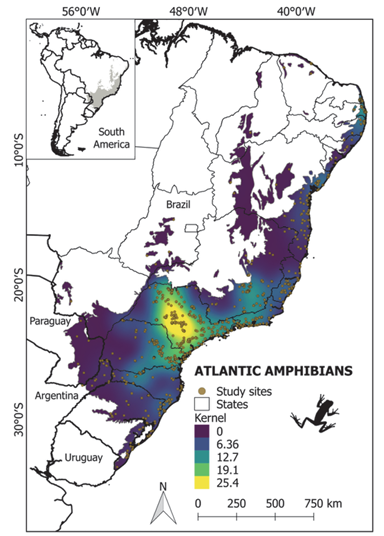 56°0'W 48°0'W 40°0'W
South
America
10°0'S
Brazil
20°0'S
Paraguay
ATLANTIC AMPHIBIANS
Study sites
States
Kernel
0
6.36
12.7
19.1
25.4
Argentina
30°0'S
Uruguay
N
0 250 500 750 km